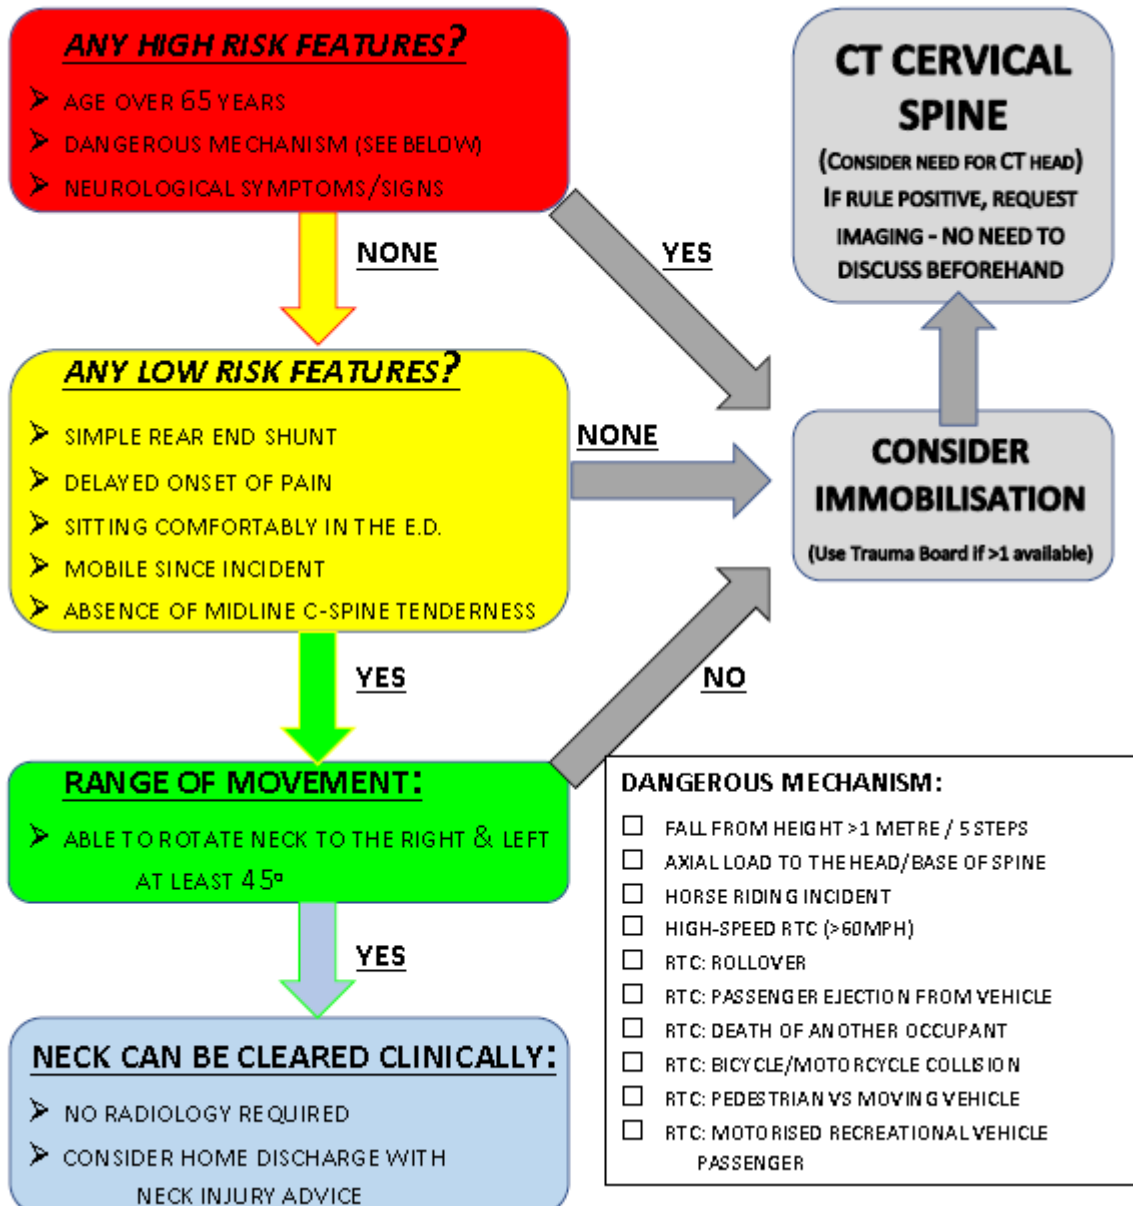 ANY HIGH RISK FEATURES?
➤ AGE OVER 65 YEARS
➤ DANGEROUS MECHANISM (SEE BELOW)
➤ NEUROLOGICAL SYMPTOMS/SIGNS
NONE
YES
CT CERVICAL
SPINE
(CONSIDER NEED FOR CT HEAD)
IF RULE POSITIVE, REQUEST
IMAGING - NO NEED TO
DISCUSS BEFOREHAND
ANY LOW RISK FEATURES?
➤ SIMPLE REAR END SHUNT
➤ DELAYED ONSET OF PAIN
➤ SITTING COMFORTABLY IN THE E.D.
➤ MOBILE SINCE INCIDENT
➤ ABSENCE OF MIDLINE C-SPINE TENDERNESS
NONE
CONSIDER
IMMOBILISATION
(Use Trauma Board if >1 available)
YES
NO
RANGE OF MOVEMENT:
➤ ABLE TO ROTATE NECK TO THE RIGHT & LEFT
AT LEAST 45º
YES
NECK CAN BE CLEARED CLINICALLY:
➤ NO RADIOLOGY REQUIRED
➤ CONSIDER HOME DISCHARGE WITH
NECK INJURY ADVICE
DANGEROUS MECHANISM:
☐ FALL FROM HEIGHT >1 METRE / 5 STEPS
☐ AXIAL LOAD TO THE HEAD/BASE OF SPINE
☐ HORSE RIDING INCIDENT
☐ HIGH-SPEED RTC (>60MPH)
☐ RTC: ROLLOVER
☐ RTC: PASSENGER EJECTION FROM VEHICLE
☐ RTC: DEATH OF ANOTHER OCCUPANT
☐ RTC: BICYCLE/MOTORCYCLE COLLISION
☐ RTC: PEDESTRIAN VS MOVING VEHICLE
☐ RTC: MOTORISED RECREATIONAL VEHICLE
PASSENGER